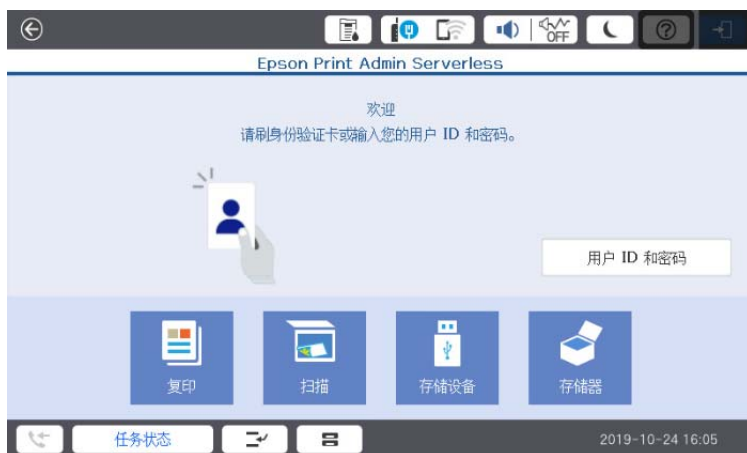 OFF
Epson Print Admin Serverless
欢迎
请刷身份验证卡或输入您的用户 ID 和密码。
用户 ID 和密码
复印
扫描
存储设备
存储器
任务状态
2019-10-24 16:05